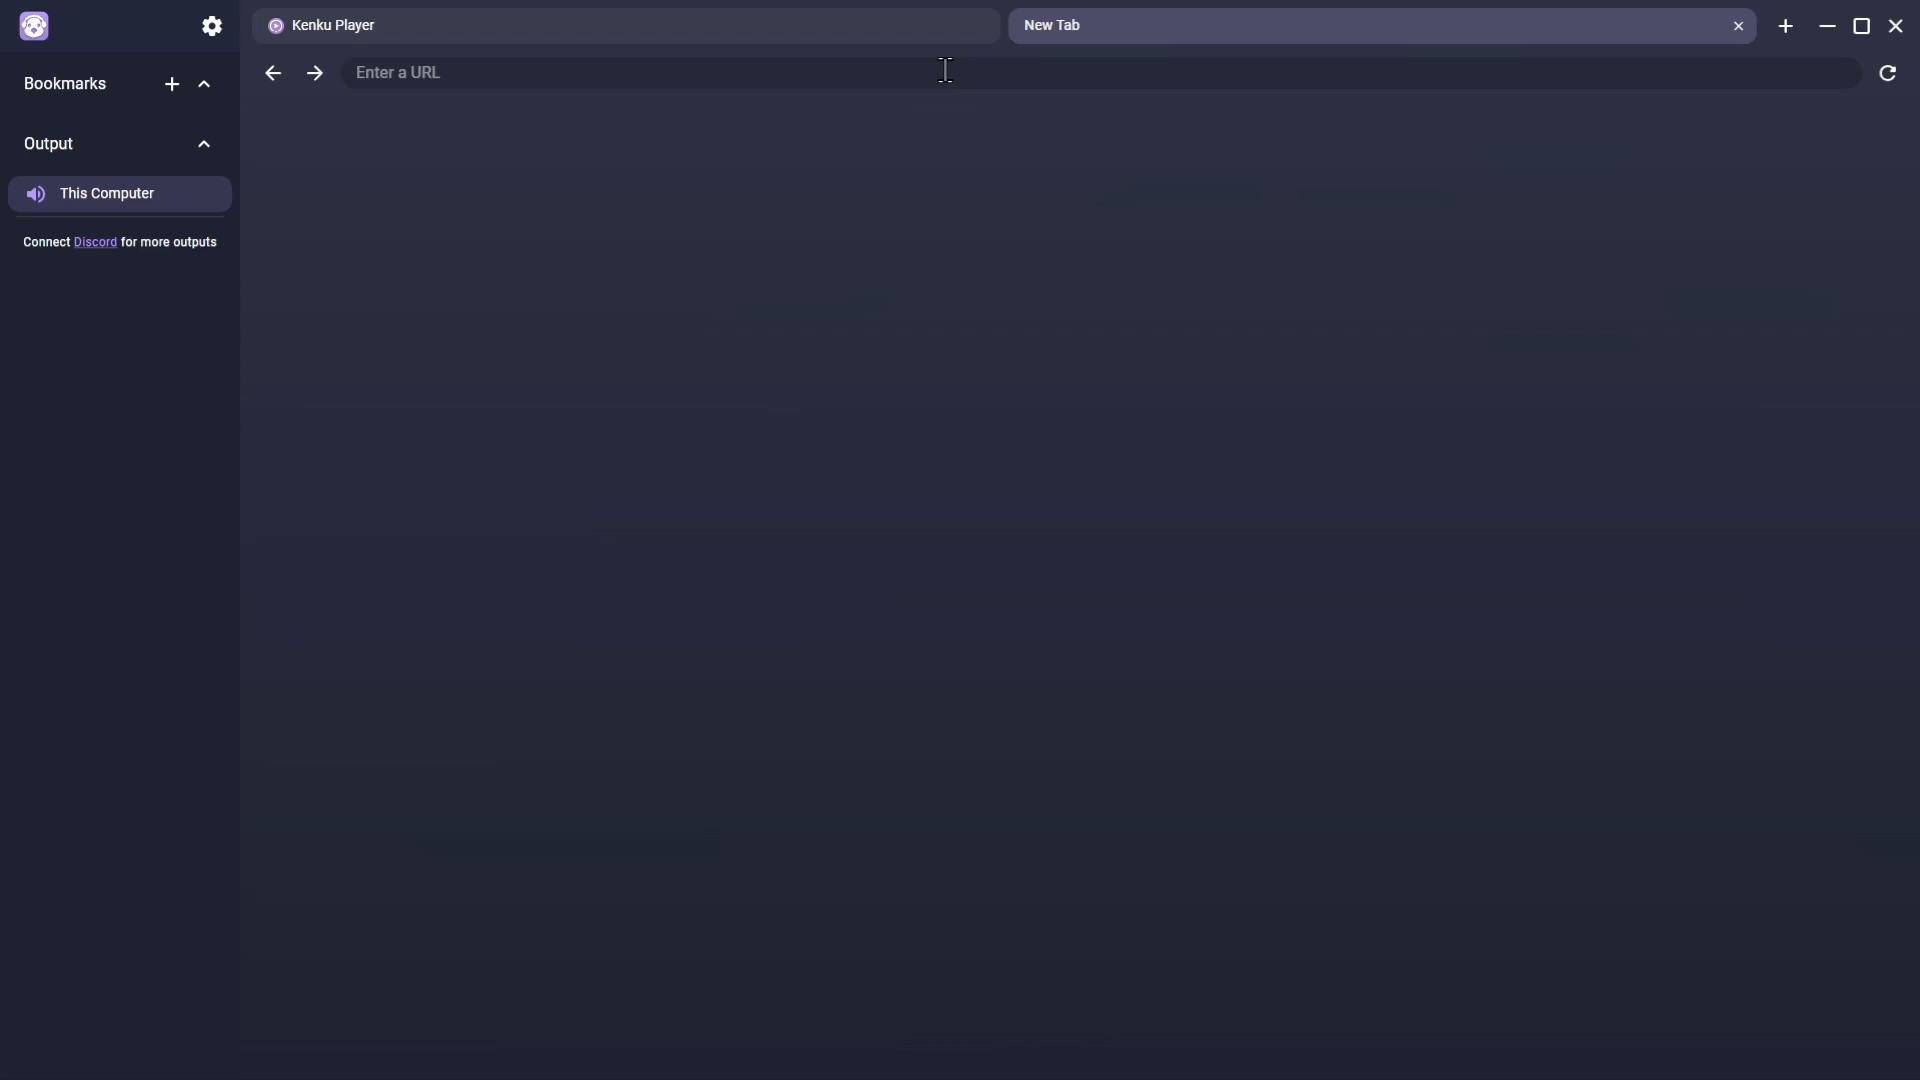 Kenku Player
New Tab
Bookmarks
Enter a URL
Output
This Computer
Connect Discord for more outputs